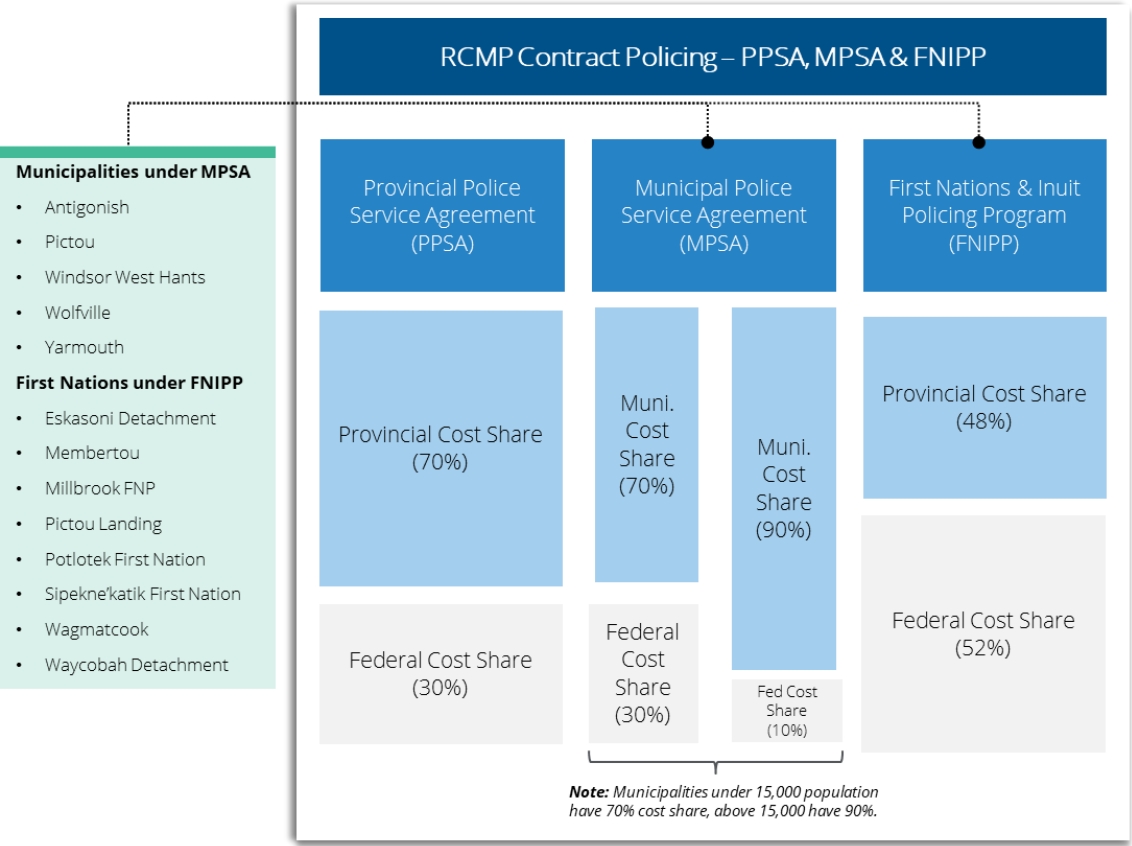 RCMP Contract Policing – PPSA, MPSA & FNIPP
Municipalities under MPSA
• Antigonish
• Pictou
• Windsor West Hants
• Wolfville
• Yarmouth
First Nations under FNIPP
• Eskasoni Detachment
• Membertou
• Millbrook FNP
• Pictou Landing
• Potlotek First Nation
• Sipekne’katik First Nation
• Wagmatcook
• Waycobah Detachment
Provincial Police
Service Agreement
(PPSA)
Provincial Cost Share
(70%)
Federal Cost Share
(30%)
Municipal Police
Service Agreement
(MPSA)
Muni.
Cost
Share
(70%)
Federal
Cost
Share
(30%)
Muni.
Cost
Share
(90%)
Fed Cost
Share
(10%)
First Nations & Inuit
Policing Program
(FNIPP)
Provincial Cost Share
(48%)
Federal Cost Share
(52%)
Note: Municipalities under 15,000 population
have 70% cost share, above 15,000 have 90%.